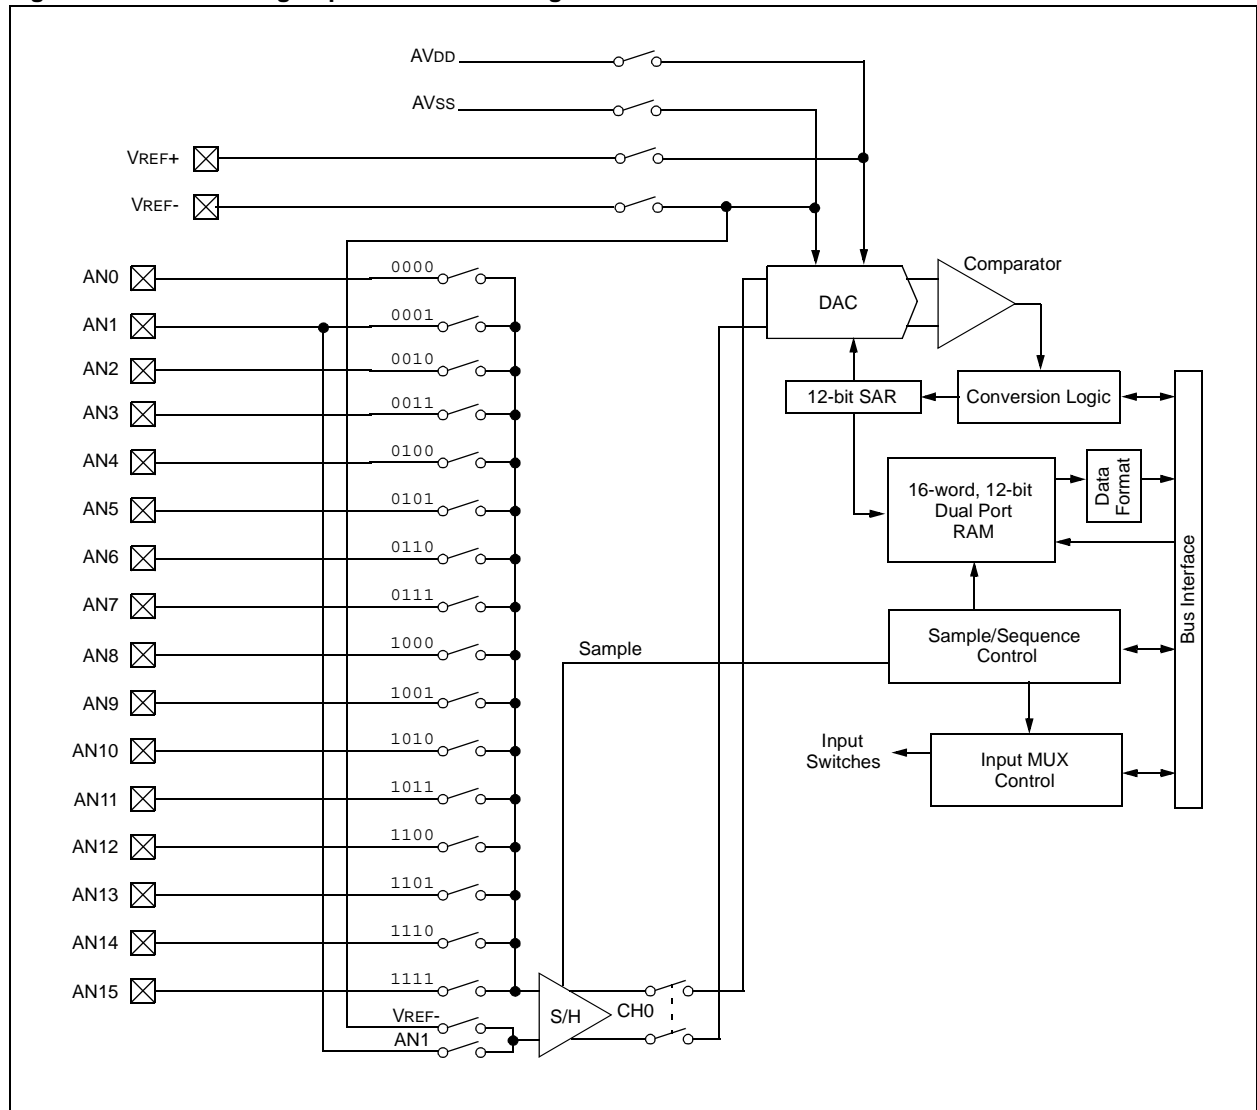 AVDD
AVSS
VREF+
VREF-
AN0
0000
AN1
0001
AN2
0010
AN3
0011
AN4
0100
AN5
0101
AN6
0110
AN7
0111
AN8
1000
AN9
1001
AN10
1010
AN11
1011
AN12
1100
AN13
1101
AN14
1110
AN15
1111
VREF-
AN1
S/H
CH0
Sample
DAC
Comparator
12-bit SAR
Conversion Logic
16-word, 12-bit
Dual Port
RAM
Data
Format
Bus Interface
Sample/Sequence
Control
Input
Switches
Input MUX
Control